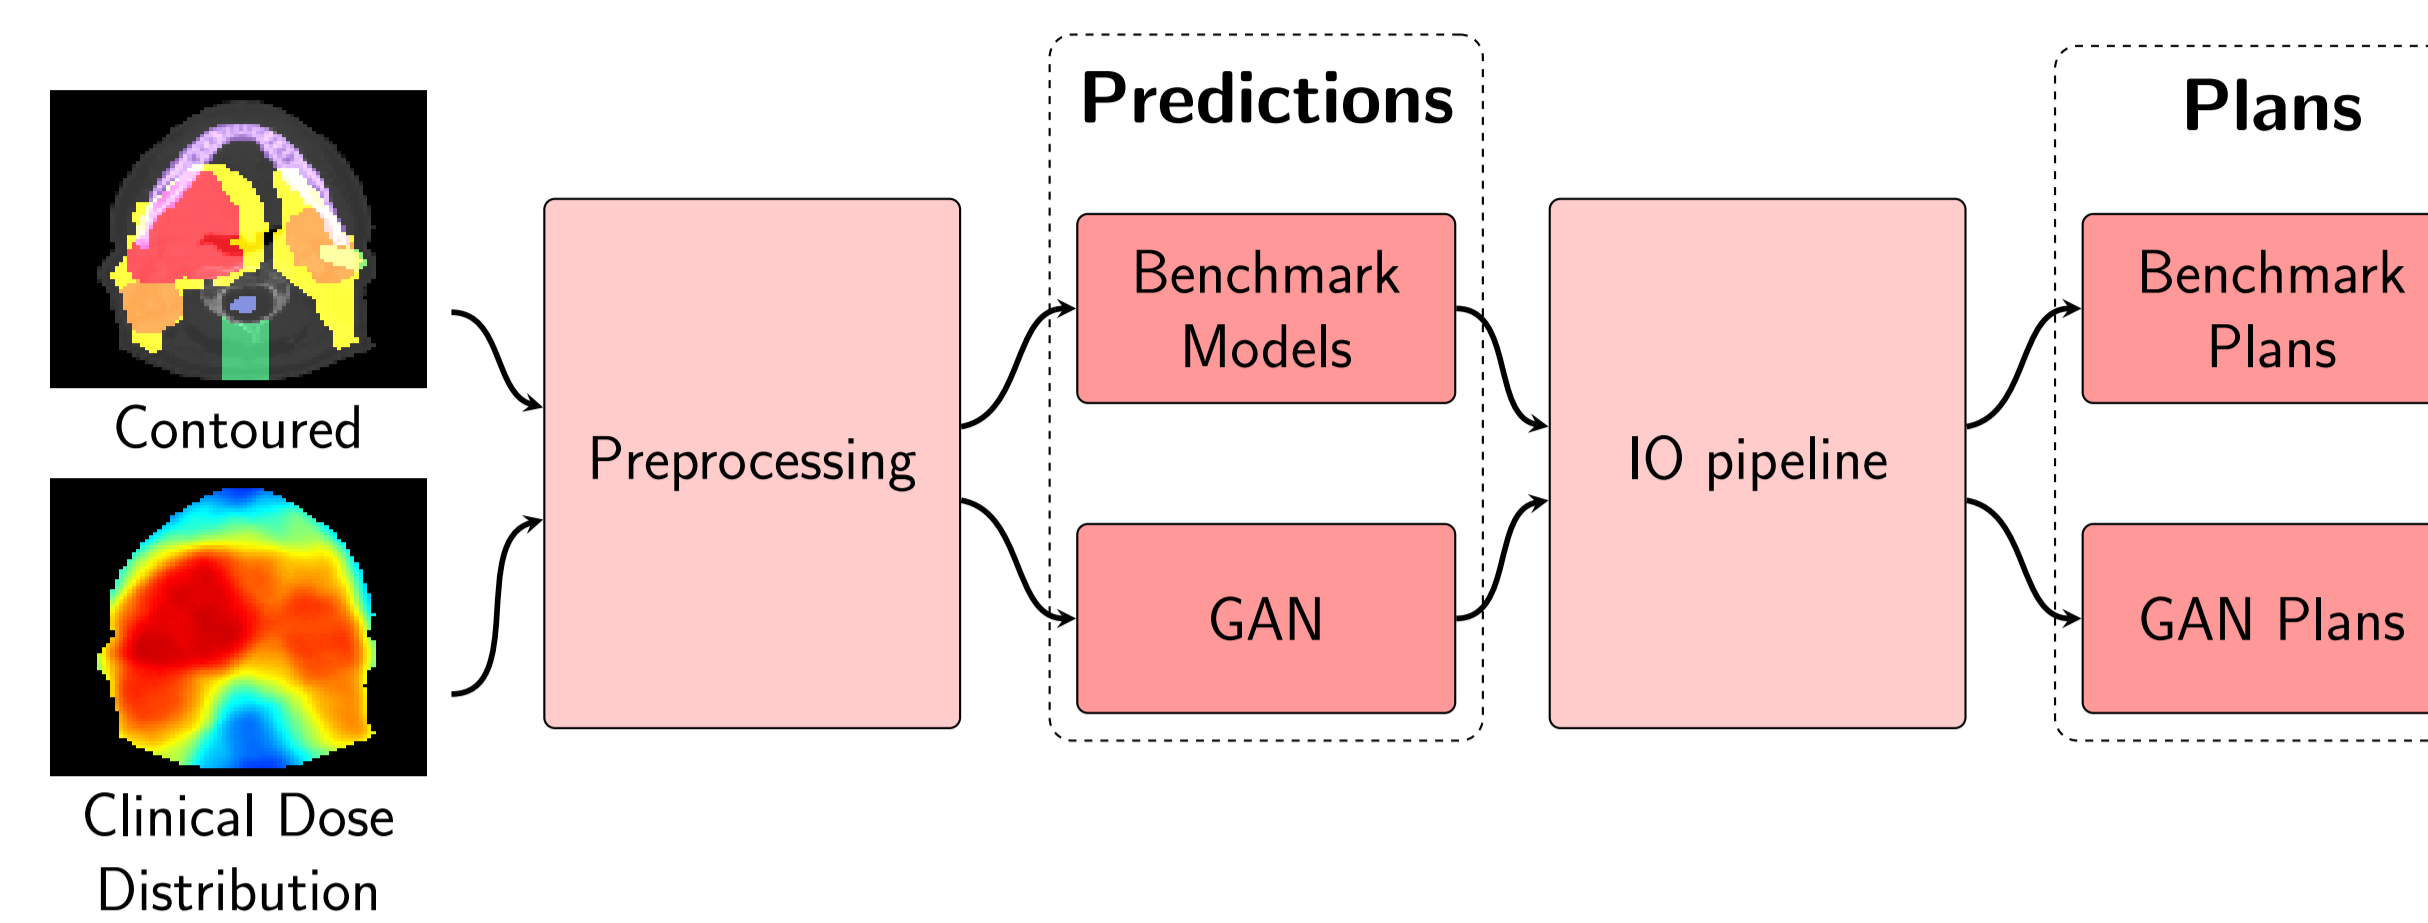 Contoured
Clinical Dose
Distribution
Preprocessing
Predictions
Benchmark
Models
GAN
IO pipeline
Plans
Benchmark
Plans
GAN Plans